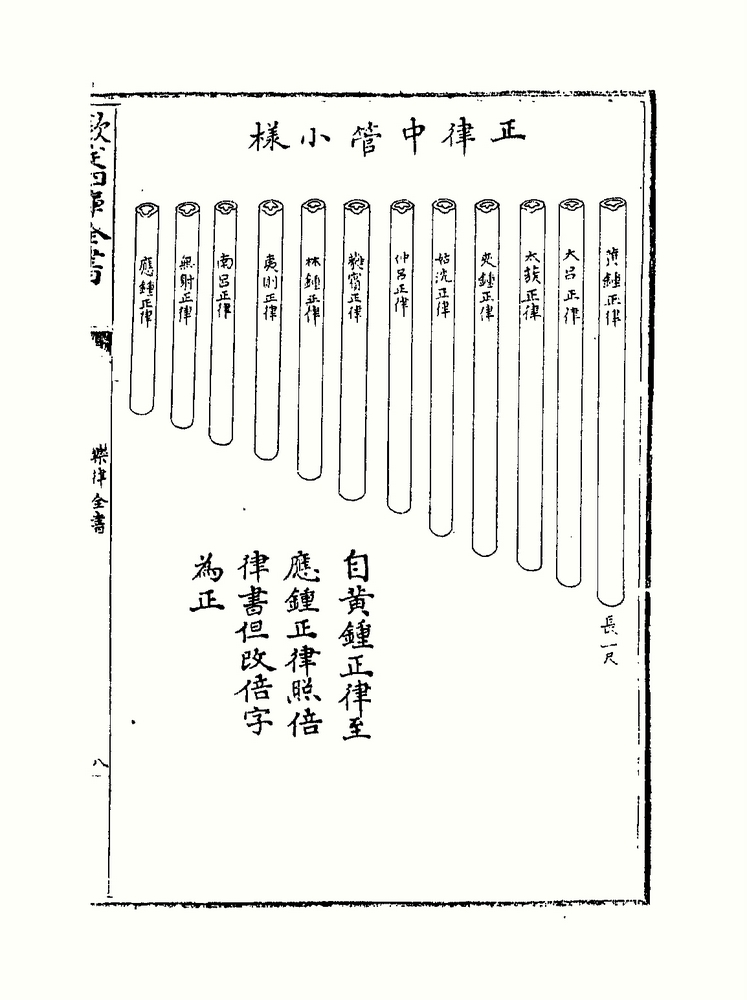 正律中管小樣
黃鍾正律
長一尺
大呂正律
太蔟正律
夾鍾正律
姑洗正律
仲呂正律
蕤賓正律
林鍾正律
夷則正律
南呂正律
無射正律
應鍾正律
自黃鍾正律至
應鍾正律照倍
律書但改倍字
為正
欽定四庫全書
樂律全書
八